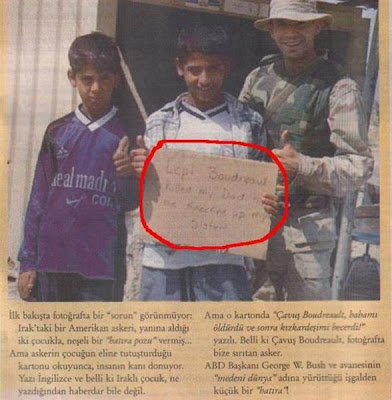 eal madri
Lcpl Boudreau
killed my Dad
he knocked up my
Sister
İlk bakışta fotoğrafta bir "sorun" görünmüyor:
Irak'taki bir Amerikan askeri, yanına aldığı
iki çocukla, neşeli bir "hatıra pozu" vermiş...
Ama askerin çocuğun eline tutuşturduğu
kartonu okuyunca, insanın kanı donuyor.
Yazı İngilizce ve belli ki Iraklı çocuk, ne
yazdığından haberdar bile değil.
Ama o kartonda "Çavuş Boudreault, babamı
öldürdü ve sonra kızkardeşimi becerdi!"
yazılı. Belli ki Çavuş Boudreault, fotoğrafta
bize sırıtan asker.
ABD Başkanı George W. Bush ve avanesinin
"medeni dünya" adına yürüttüğü işgalden
küçük bir "hatıra"!